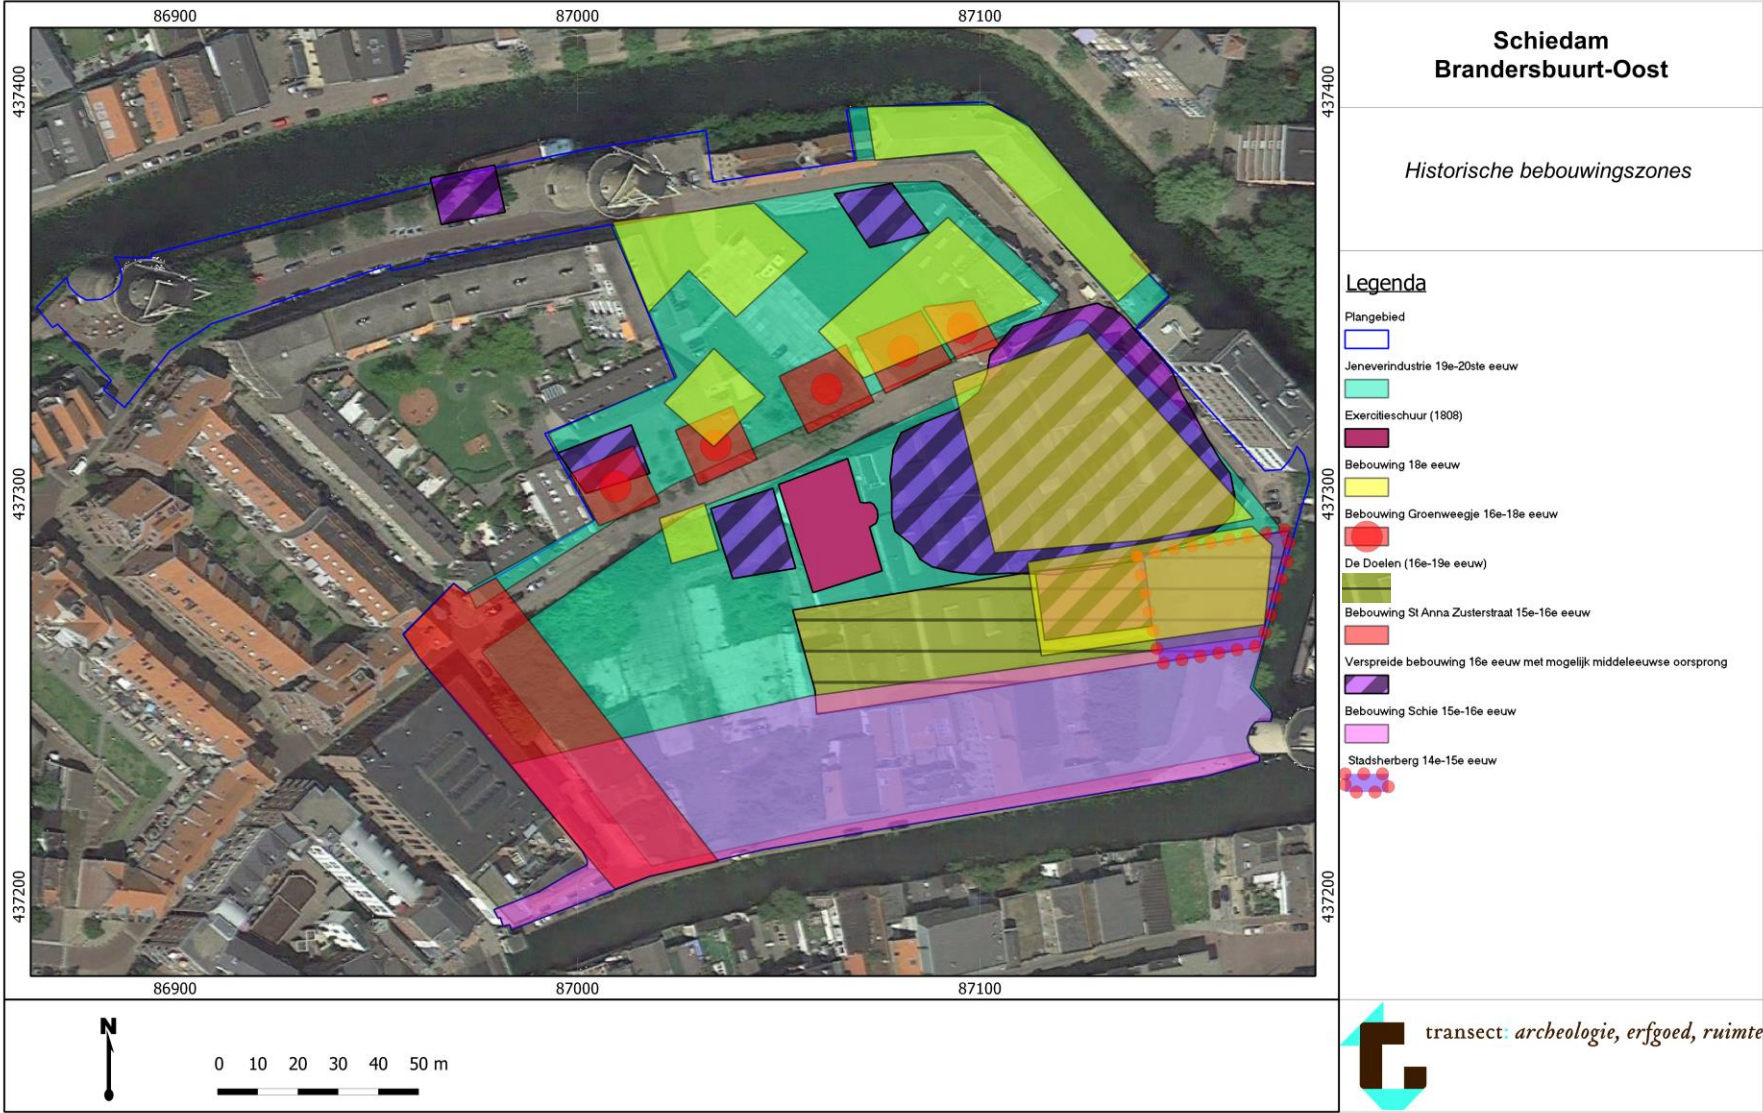 86900 87000 87100
437400 437400
437300 437300
437200 437200
86900 87000 87100
N
0 10 20 30 40 50 m
Schiedam
Brandersbuurt-Oost
Historische bebouwingszones
Legenda
Plangebied
Jeneverindustrie 19e-20ste eeuw
Exercitieschuur (1808)
Bebouwing 18e eeuw
Bebouwing Groenweegje 16e-18e eeuw
De Doelen (16e-19e eeuw)
Bebouwing St Anna Zusterstraat 15e-16e eeuw
Verspreide bebouwing 16e eeuw met mogelijk middeleeuwse oorsprong
Bebouwing Schie 15e-16e eeuw
Stadsherberg 14e-15e eeuw
transect: archeologie, erfgoed, ruimte